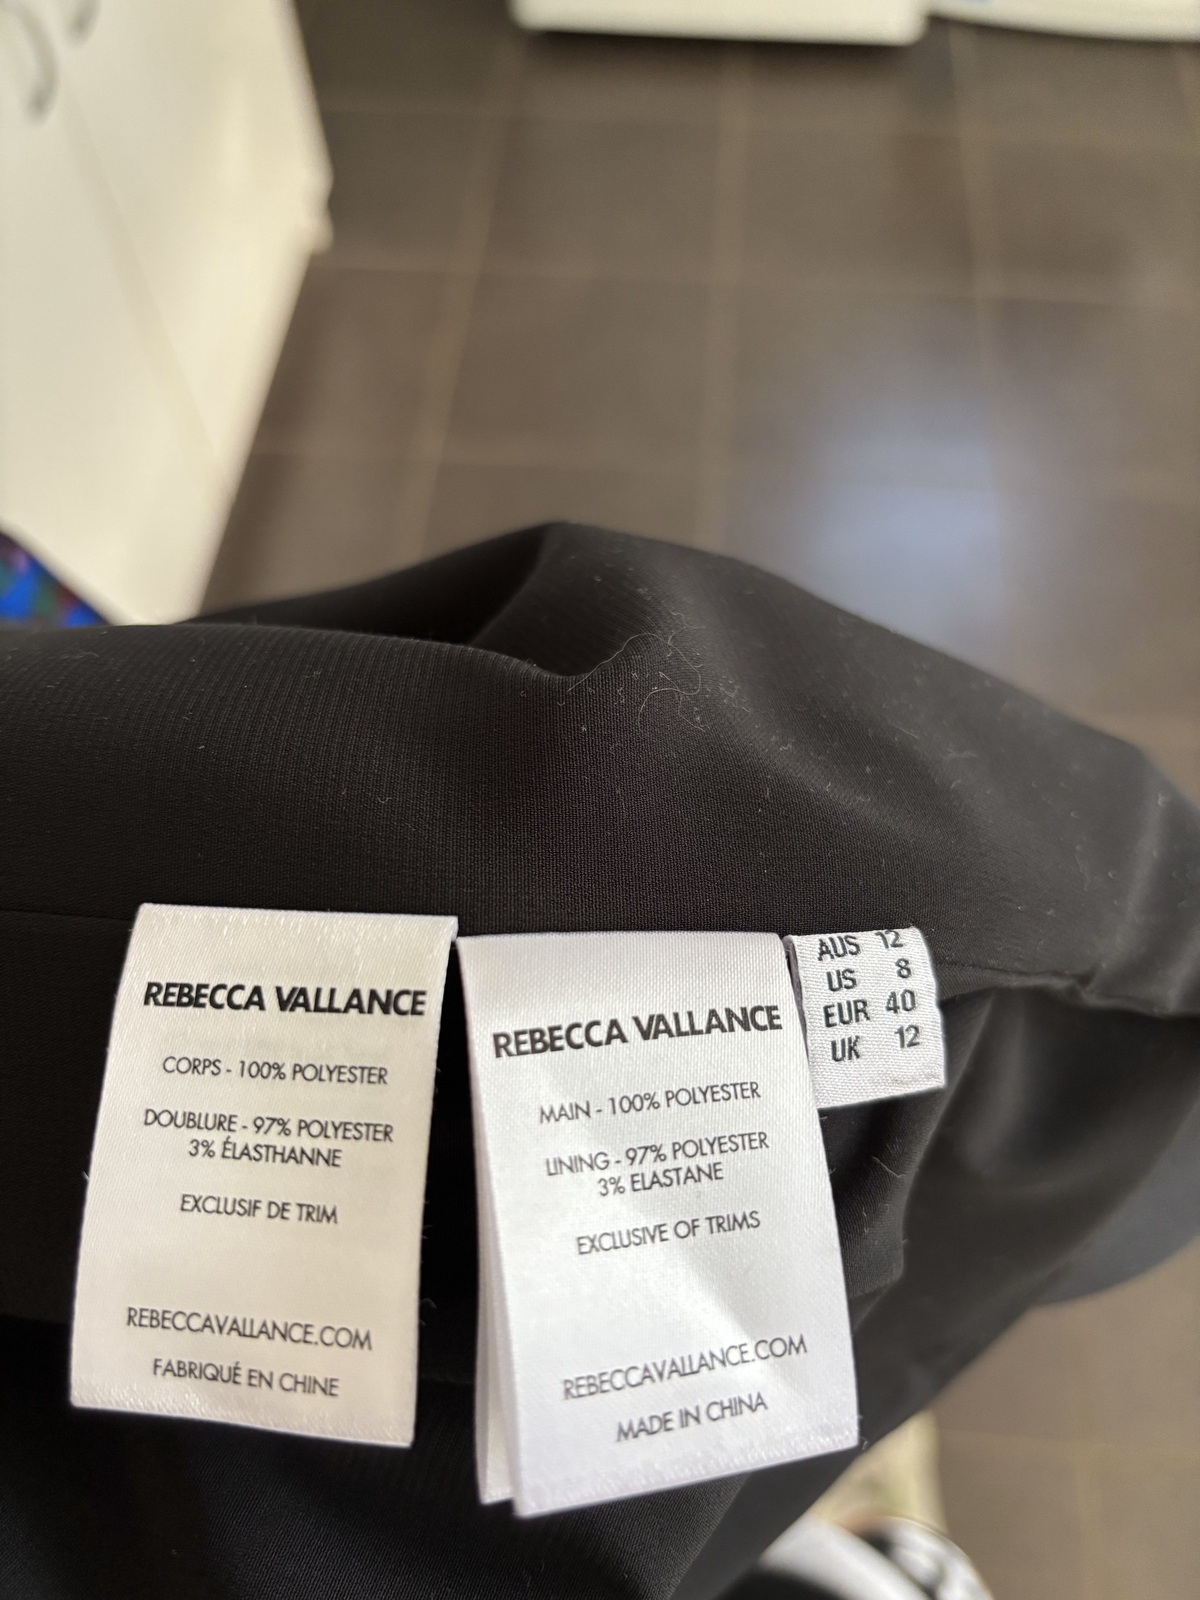 REBECCA VALLANCE
CORPS - 100% POLYESTER
DOUBLURE - 97% POLYESTER
3% ÉLASTHANNE
EXCLUSIF DE TRIM
REBECCAVALLANCE.COM
FABRIQUÉ EN CHINE
REBECCA VALLANCE
MAIN - 100% POLYESTER
LINING - 97% POLYESTER
3% ELASTANE
EXCLUSIVE OF TRIMS
REBECCAVALLANCE.COM
MADE IN CHINA
AUS 12
US 8
EUR 40
UK 12